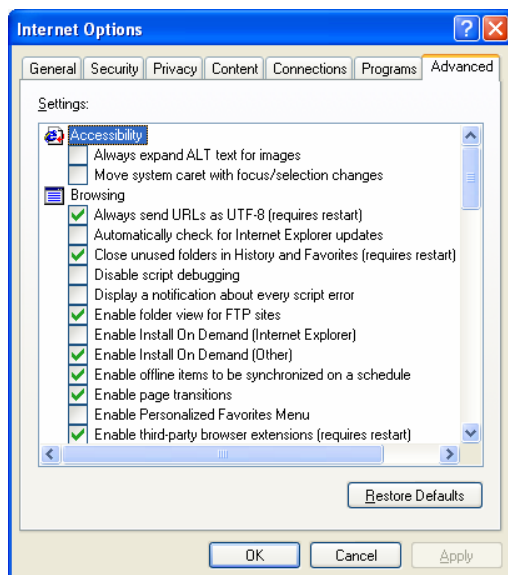 Internet Options
General Security Privacy Content Connections Programs Advanced
Settings:
Accessibility
Always expand ALT text for images
Move system caret with focus/selection changes
Browsing
Always send URLs as UTF-8 (requires restart)
Automatically check for Internet Explorer updates
Close unused folders in History and Favorites (requires restart)
Disable script debugging
Display a notification about every script error
Enable folder view for FTP sites
Enable Install On Demand (Internet Explorer)
Enable Install On Demand (Other)
Enable offline items to be synchronized on a schedule
Enable page transitions
Enable Personalized Favorites Menu
Enable third-party browser extensions (requires restart)
Restore Defaults
OK Cancel Apply